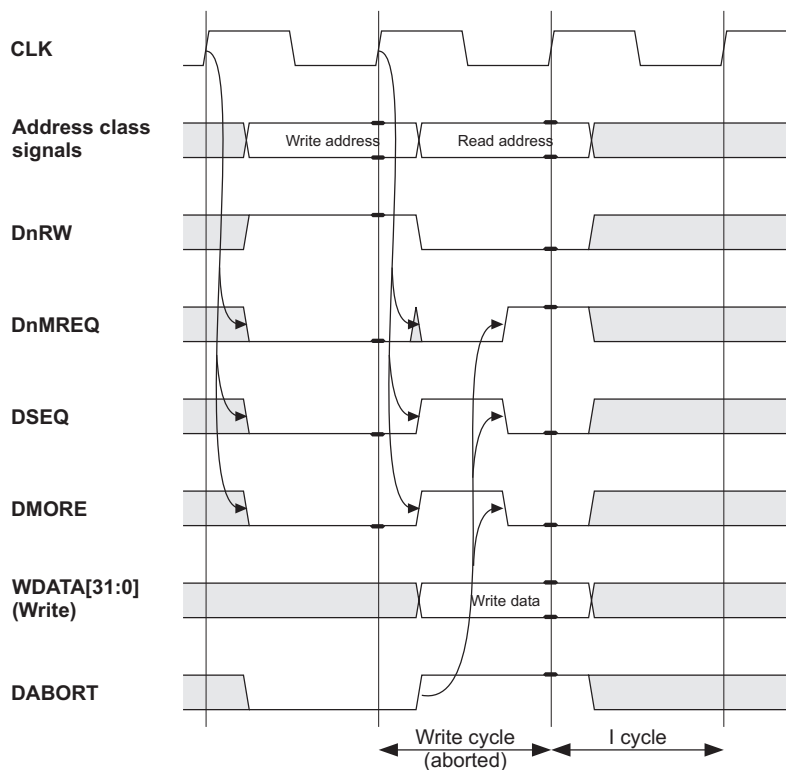 CLK
Address class
signals
Write address
Read address
DnRW
DnMREQ
DSEQ
DMORE
WDATA[31:0]
(Write)
Write data
DABORT
Write cycle
(aborted)
I cycle